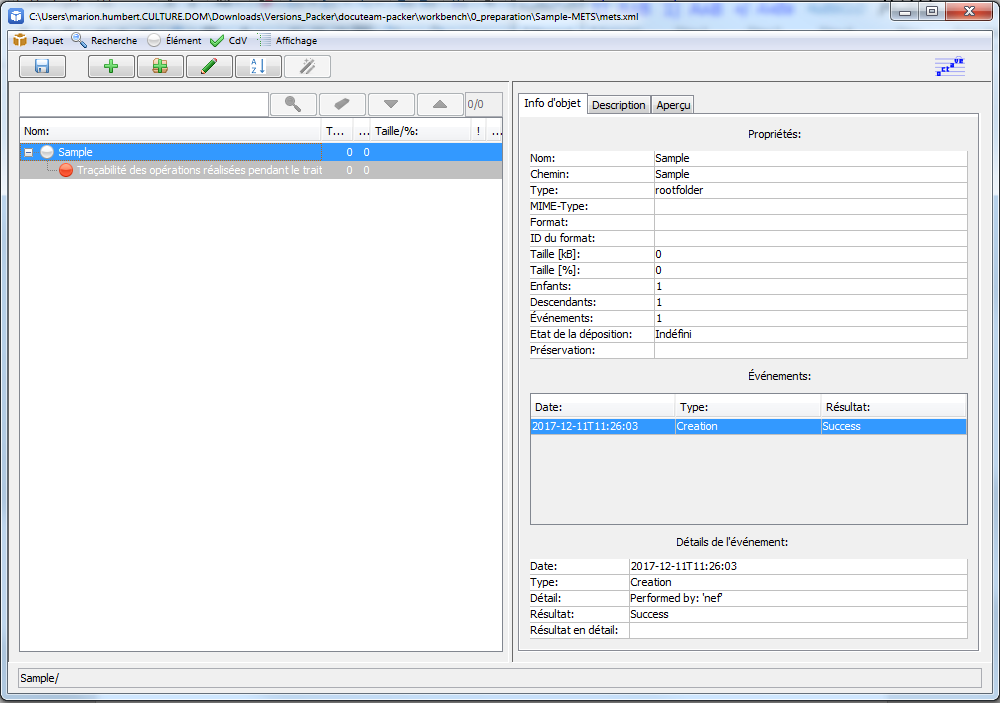 C:\Users\marion.humbert.CULTURE.DOM\Downloads\Versions_Packer\docuteam-packer\workbench\0_preparation\Sample-METS\mets.xml
Paquet Recherche Élément CdV Affichage
0/0
Nom: T... ... Taille/%: ! ...
Sample 0 0
Traçabilité des opérations réalisées pendant le trait 0 0
Info d'objet Description Aperçu
Propriétés:
Nom: Sample
Chemin: Sample
Type: rootfolder
MIME-Type:
Format:
ID du format:
Taille [kB]: 0
Taille [%]: 0
Enfants: 1
Descendants: 1
Événements: 1
Etat de la déposition: Indéfini
Préservation:
Événements:
Date: Type: Résultat:
2017-12-11T11:26:03 Creation Success
Détails de l'événement:
Date: 2017-12-11T11:26:03
Type: Creation
Détail: Performed by: 'nef'
Résultat: Success
Résultat en détail:
Sample/